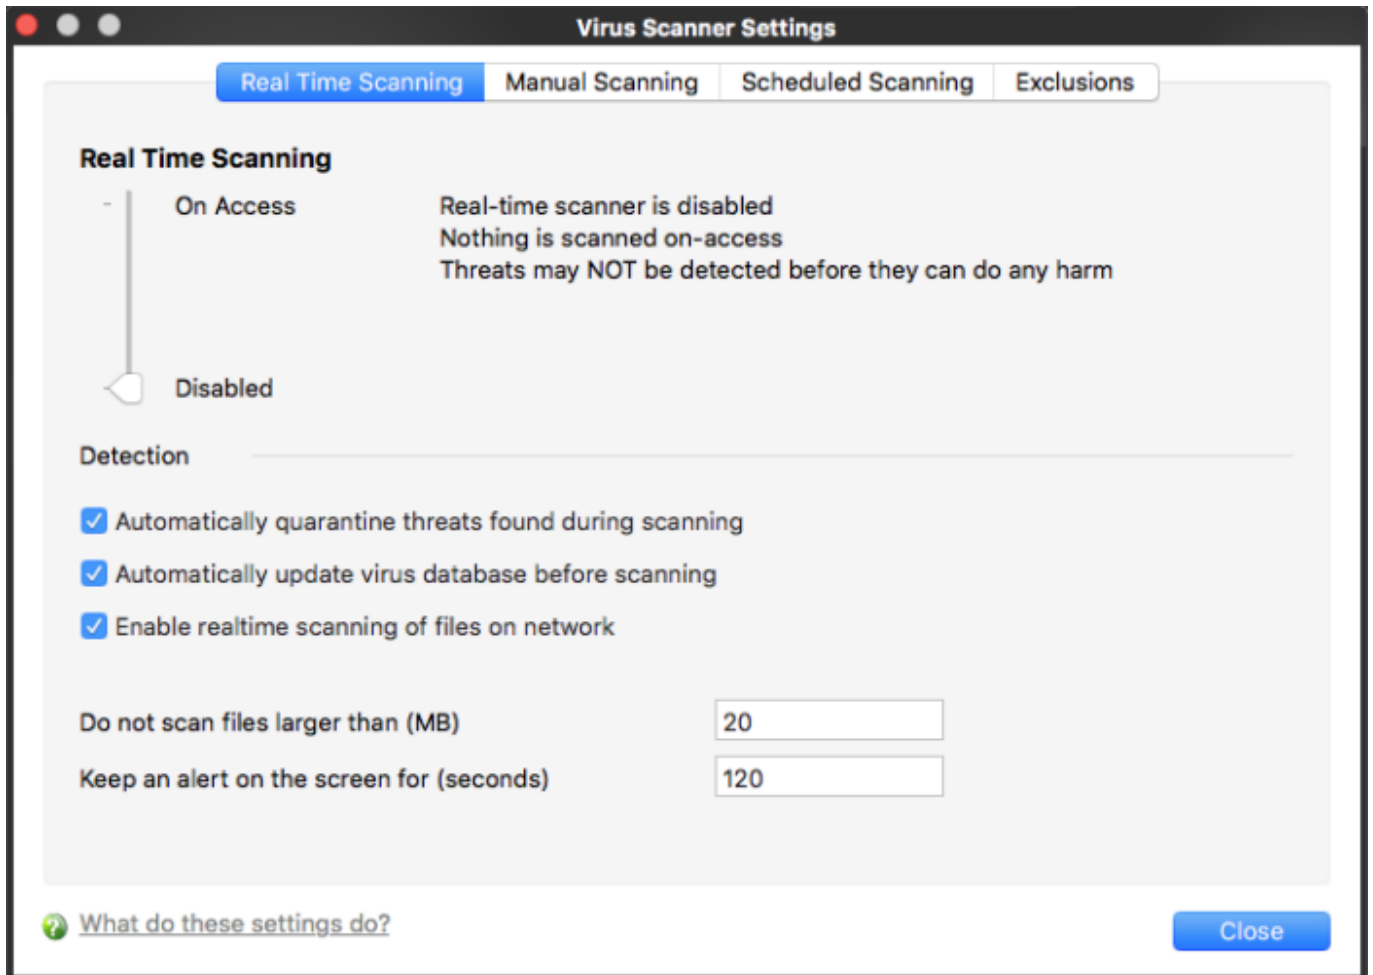 Virus Scanner Settings
Real Time Scanning
Manual Scanning
Scheduled Scanning
Exclusions
Real Time Scanning
On Access
Real-time scanner is disabled
Nothing is scanned on-access
Threats may NOT be detected before they can do any harm
Disabled
Detection
Automatically quarantine threats found during scanning
Automatically update virus database before scanning
Enable realtime scanning of files on network
Do not scan files larger than (MB)
20
Keep an alert on the screen for (seconds)
120
? What do these settings do?
Close